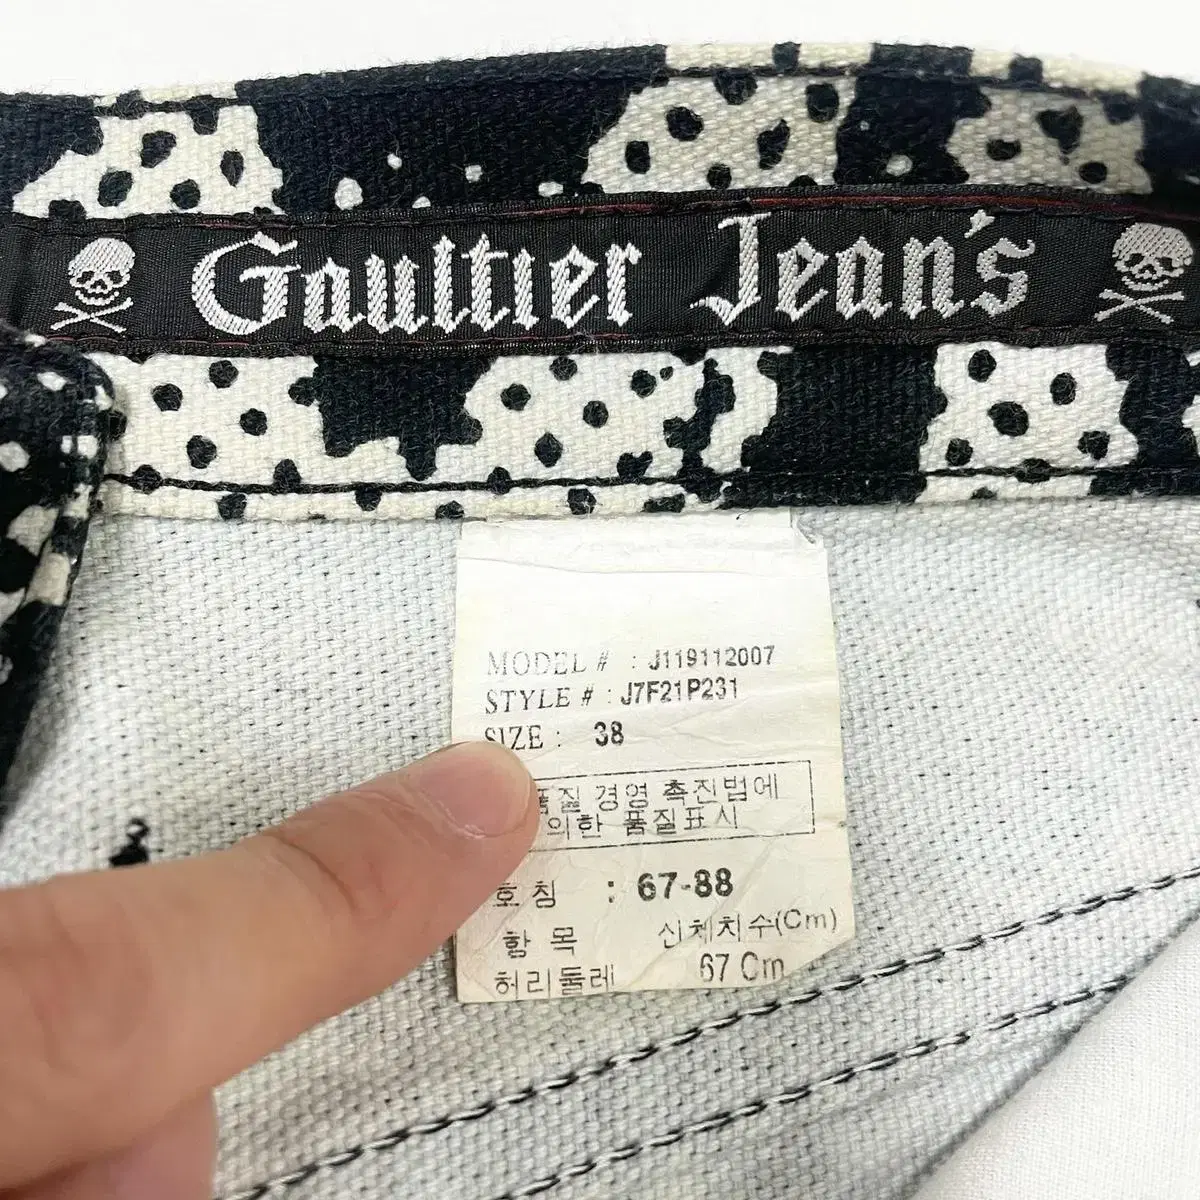 Gaultier Jean's
MODEL # : J119112007
STYLE # : J7F21P231
SIZE : 38
품질 경영 촉진법에
의한 품질표시
호칭 : 67-88
항목 신체치수(Cm)
허리둘레 67 Cm